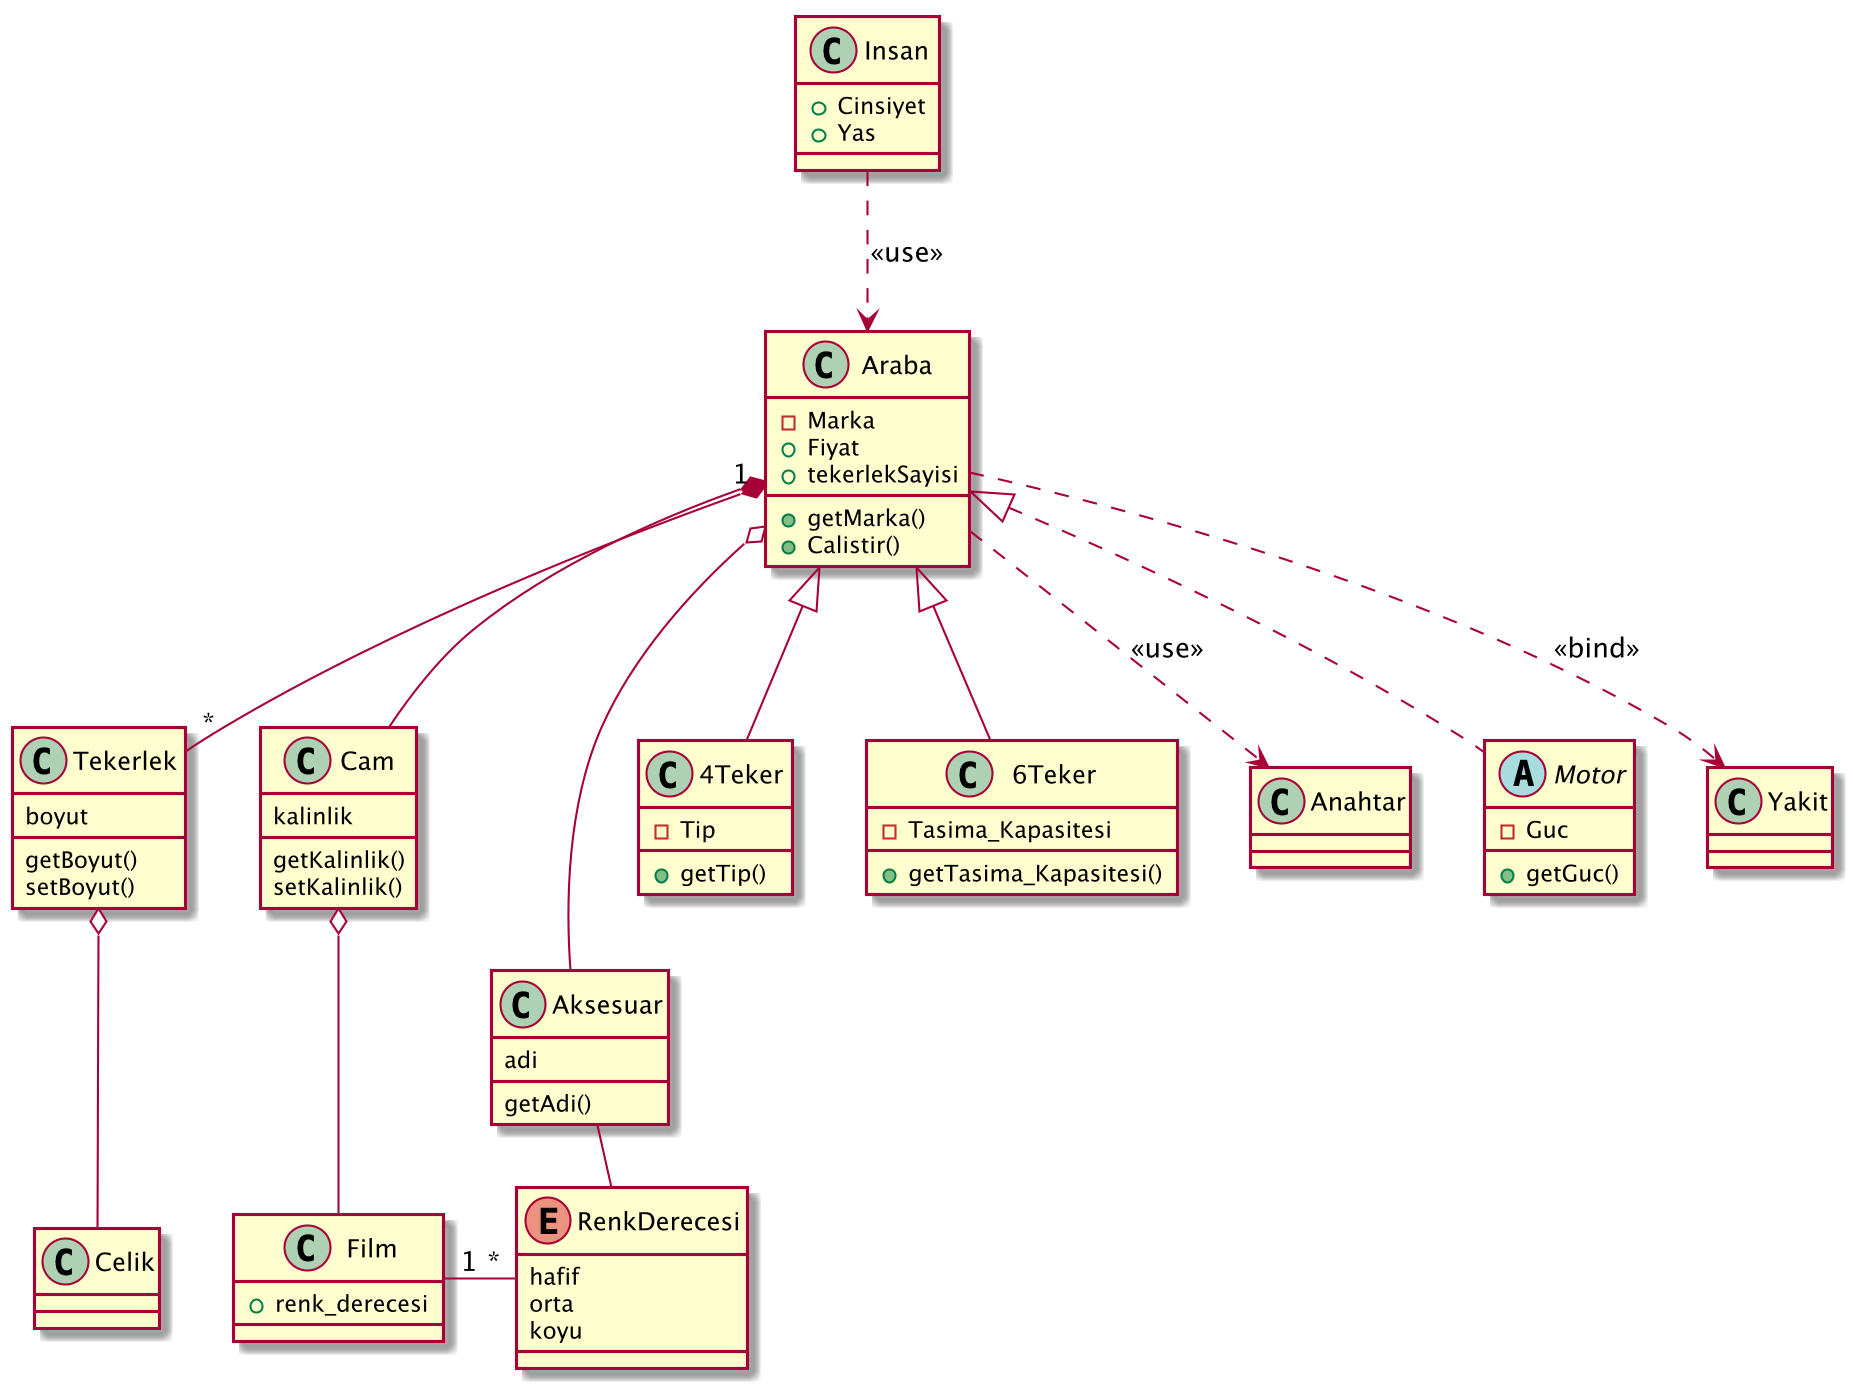 C Insan
Cinsiyet
Yas
«use»
C Araba
Marka
Fiyat
tekerlekSayisi
getMarka()
Calistir()
1
*
«use»
«bind»
C Tekerlek
boyut
getBoyut()
setBoyut()
C Cam
kalinlik
getKalinlik()
setKalinlik()
C 4Teker
Tip
getTip()
C 6Teker
Tasima_Kapasitesi
getTasima_Kapasitesi()
C Anahtar
A Motor
Guc
getGuc()
C Yakit
C Aksesuar
adi
getAdi()
C Celik
C Film
renk_derecesi
1 *
E RenkDerecesi
hafif
orta
koyu